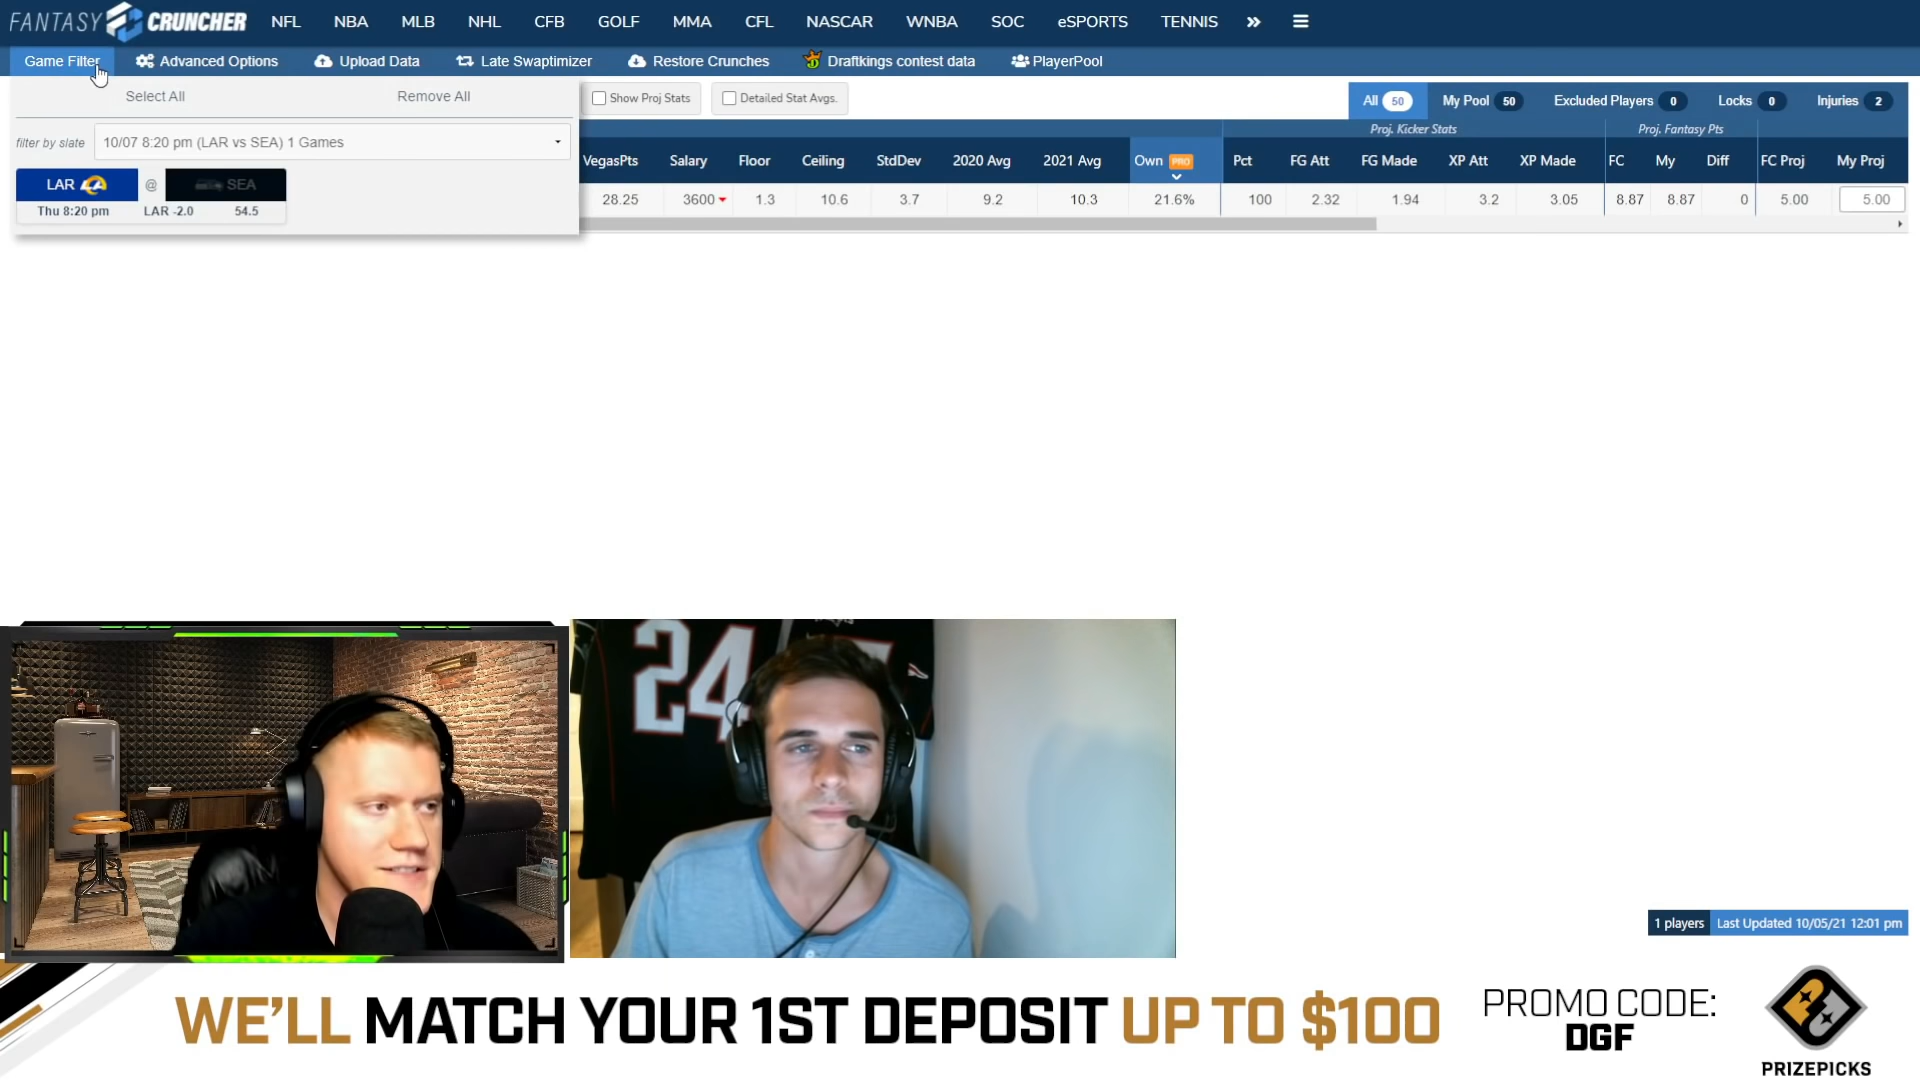 FANTASY CRUNCHER NFL NBA MLB NHL CFB GOLF MMA CFL NASCAR WNBA SOC eSPORTS TENNIS
Game Filter Advanced Options Upload Data Late Swaptimizer Restore Crunches Draftkings contest data PlayerPool
Select All Remove All Show Proj Stats Detailed Stat Avgs. All 50 My Pool 50 Excluded Players 0 Locks 0 Injuries 2
Proj. Kicker Stats Proj. Fantasy Pts
filter by slate 10/07 8:20 pm (LAR vs SEA) 1 Games
VegasPts Salary Floor Ceiling StdDev 2020 Avg 2021 Avg Own PRO Pct FG Att FG Made XP Att XP Made FC My Diff FC Proj My Proj
LAR @ SEA
28.25 3600 1.3 10.6 3.7 9.2 10.3 21.6% 100 2.32 1.94 3.2 3.05 8.87 8.87 0 5.00 5.00
Thu 8:20 pm LAR -2.0 54.5
24
1 players Last Updated 10/05/21 12:01 pm
WE'LL MATCH YOUR 1ST DEPOSIT UP TO $100
PROMO CODE:
DGF
PRIZEPICKS